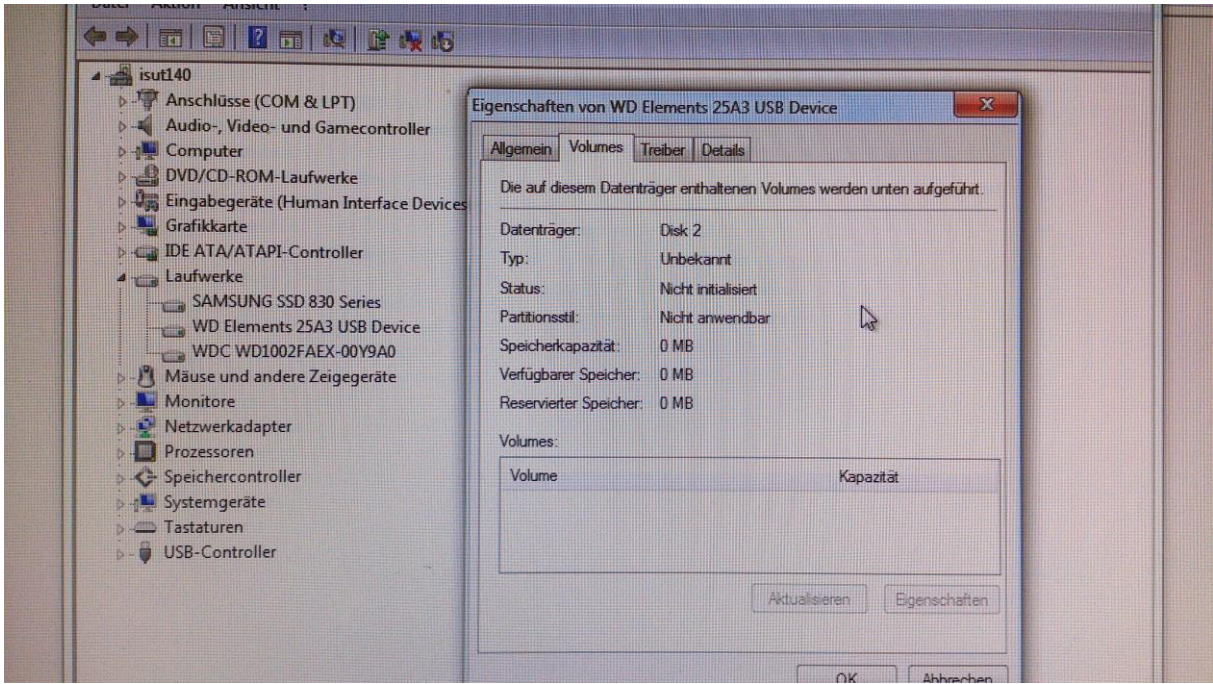 Datei Aktion Ansicht ?
isut140
Anschlüsse (COM & LPT)
Audio-, Video- und Gamecontroller
Computer
DVD/CD-ROM-Laufwerke
Eingabegeräte (Human Interface Devices
Grafikkarte
IDE ATA/ATAPI-Controller
Laufwerke
SAMSUNG SSD 830 Series
WD Elements 25A3 USB Device
WDC WD1002FAEX-00Y9A0
Mäuse und andere Zeigegeräte
Monitore
Netzwerkadapter
Prozessoren
Speichercontroller
Systemgeräte
Tastaturen
USB-Controller
Eigenschaften von WD Elements 25A3 USB Device
Allgemein Volumes Treiber Details
Die auf diesem Datenträger enthaltenen Volumes werden unten aufgeführt.
Datenträger: Disk 2
Typ: Unbekannt
Status: Nicht initialisiert
Partitionsstil: Nicht anwendbar
Speicherkapazität: 0 MB
Verfügbarer Speicher: 0 MB
Reservierter Speicher: 0 MB
Volumes:
Volume Kapazität
Aktualisieren Eigenschaften
OK Abbrechen